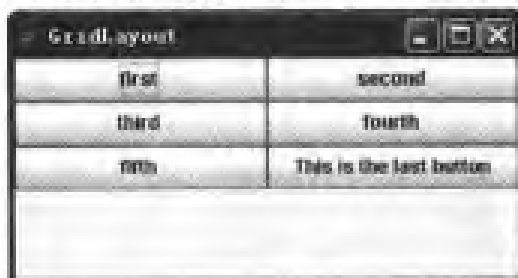 GridLayout
first second
third fourth
fifth This is the last button